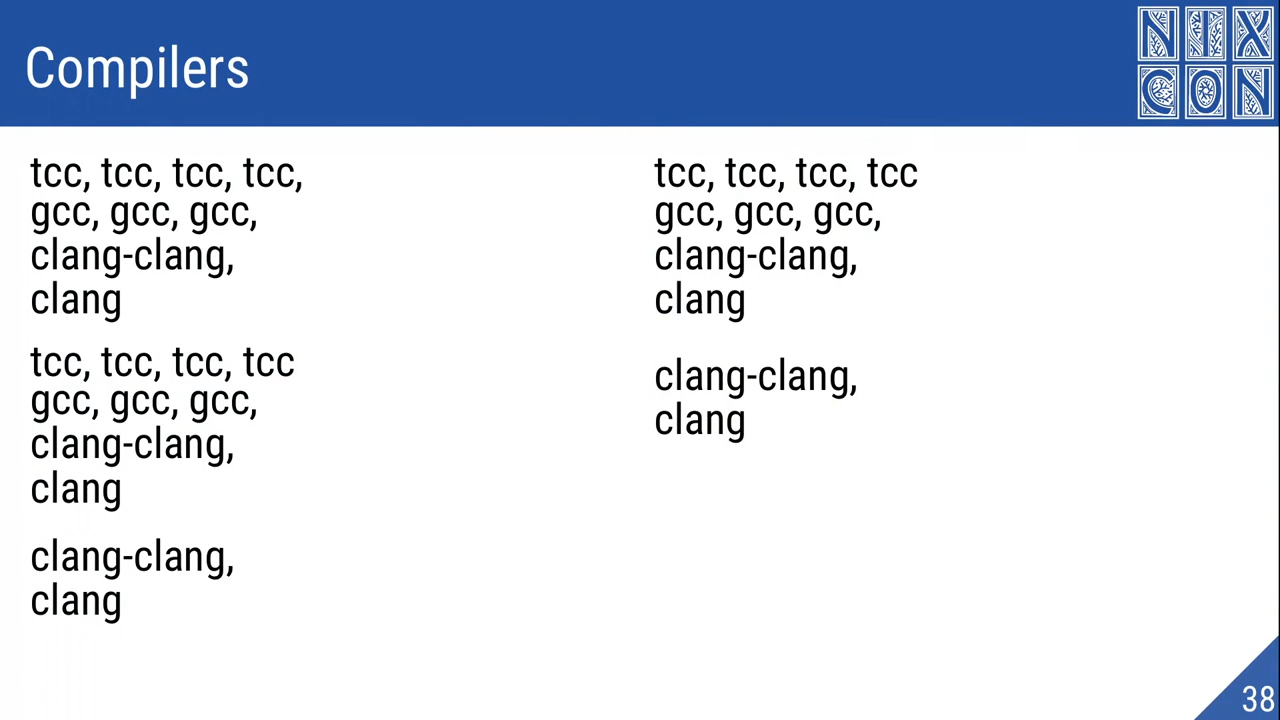 Compilers
NIX
CON
tcc, tcc, tcc, tcc,
gcc, gcc, gcc,
clang-clang,
clang
tcc, tcc, tcc, tcc
gcc, gcc, gcc,
clang-clang,
clang
clang-clang,
clang
tcc, tcc, tcc, tcc
gcc, gcc, gcc,
clang-clang,
clang
clang-clang,
clang
38